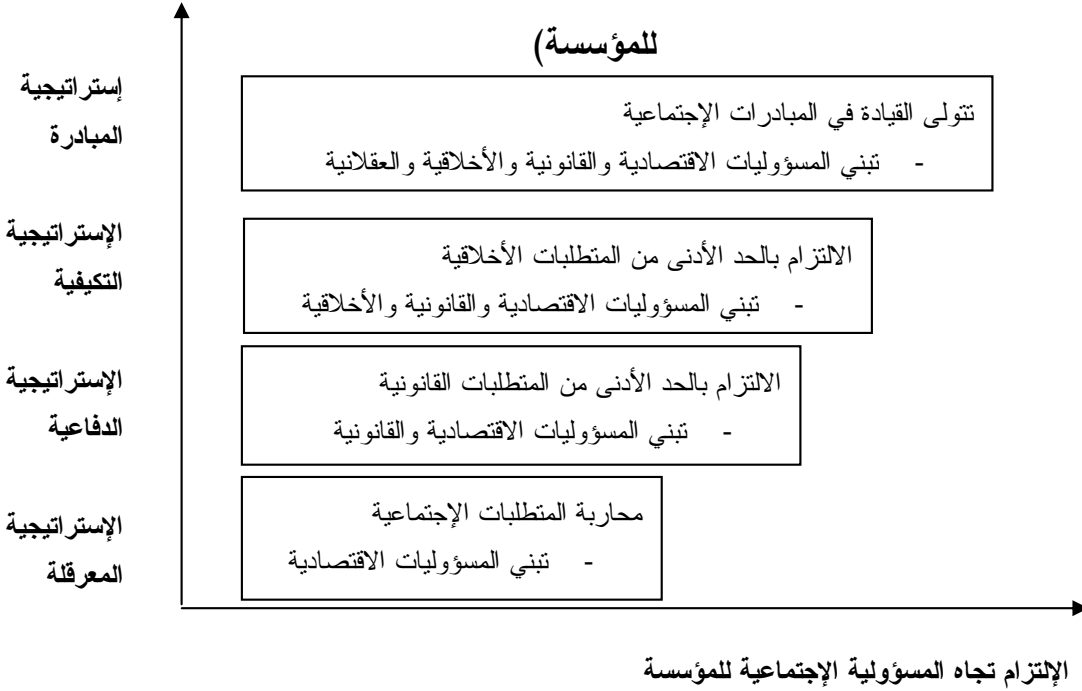 للمؤسسة)
إستراتيجية
المبادرة
تتولى القيادة في المبادرات الإجتماعية
- تبني المسؤوليات الاقتصادية والقانونية والأخلاقية والعقلانية
الإستراتيجية
التكيفية
الالتزام بالحد الأدنى من المتطلبات الأخلاقية
- تبني المسؤوليات الاقتصادية والقانونية والأخلاقية
الإستراتيجية
الدفاعية
الالتزام بالحد الأدنى من المتطلبات القانونية
- تبني المسؤوليات الاقتصادية والقانونية
الإستراتيجية
المعرقلة
محاربة المتطلبات الإجتماعية
- تبني المسؤوليات الاقتصادية
الإلتزام تجاه المسؤولية الإجتماعية للمؤسسة